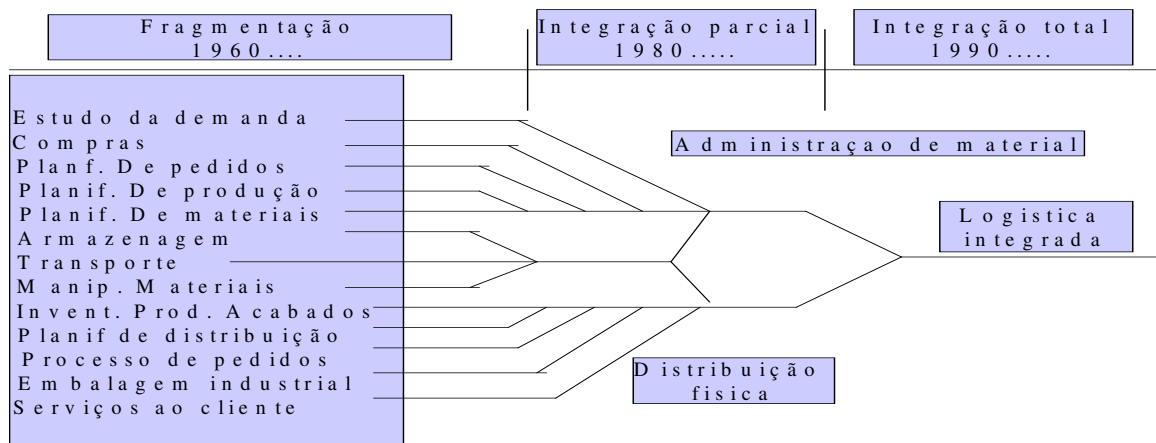 Fragmentação
1960....
Integração parcial
1980.....
Integração total
1990.....
Estudo da demanda
Compras
Planf. De pedidos
Planif. De produção
Planif. De materiais
Armazenagem
Transporte
Manip. Materiais
Invent. Prod. Acabados
Planif de distribuição
Processo de pedidos
Embalagem industrial
Serviços ao cliente
Administraçao de material
Logistica
integrada
Distribuição
fisica